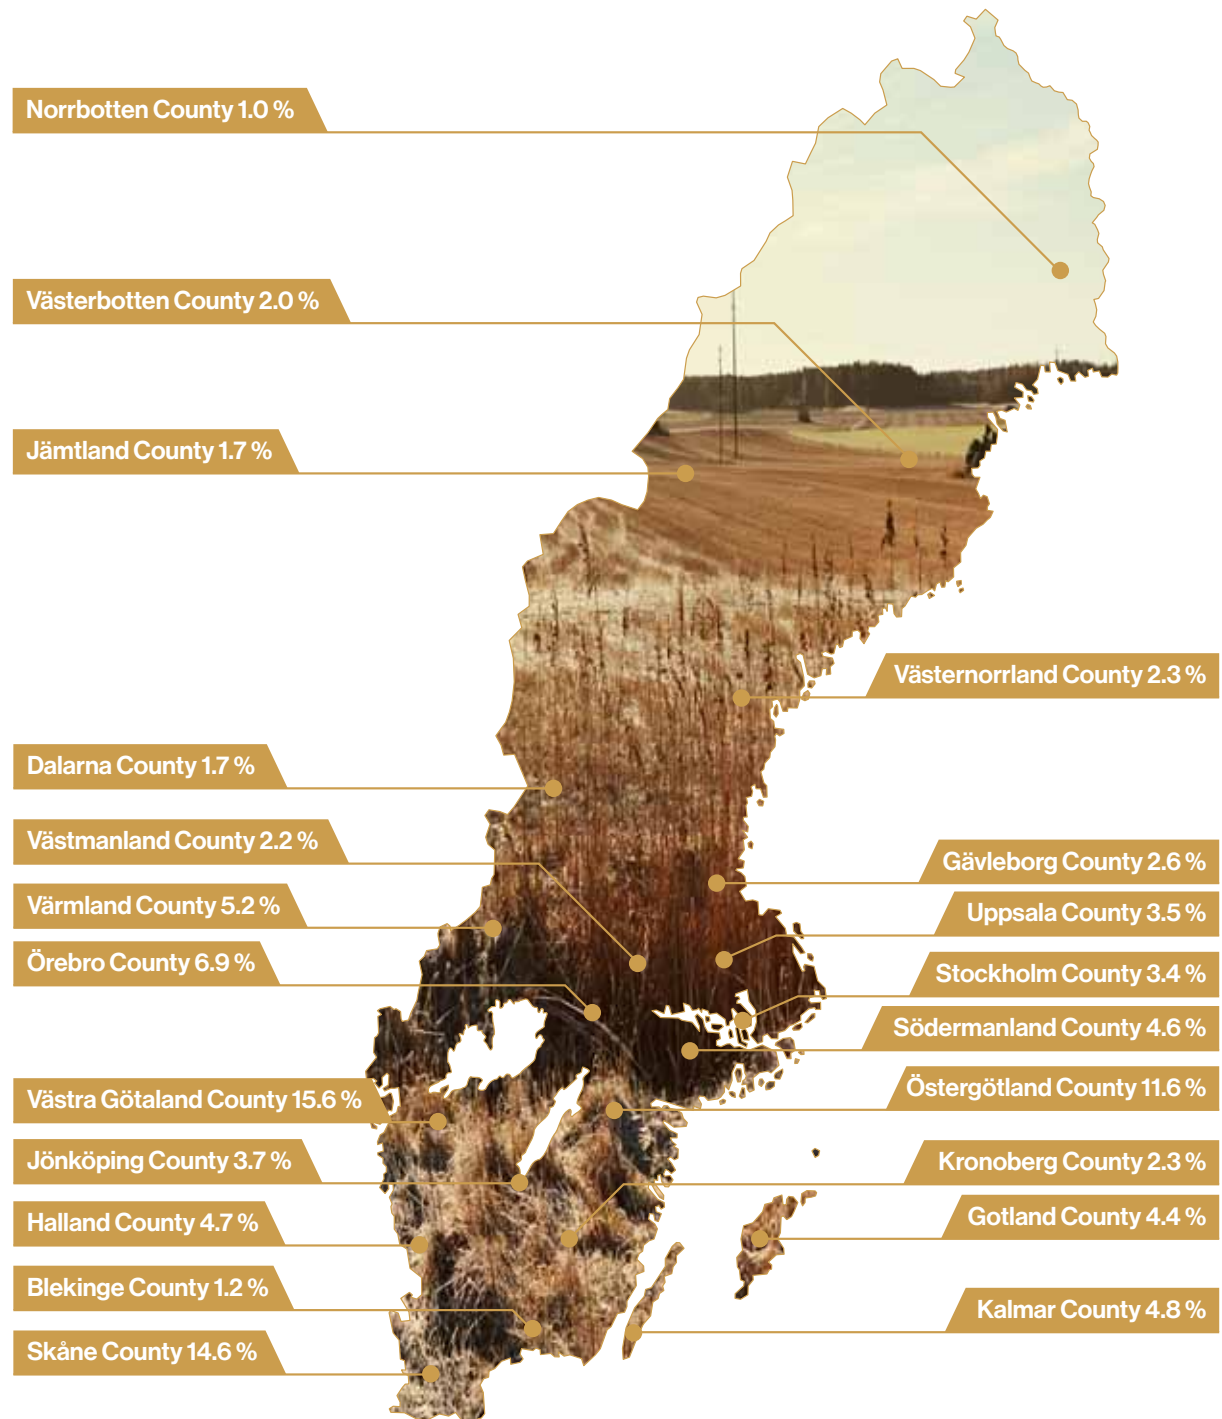 Norrbotten County 1.0 %
Västerbotten County 2.0 %
Jämtland County 1.7 %
Västernorrland County 2.3 %
Dalarna County 1.7 %
Västmanland County 2.2 %
Gävleborg County 2.6 %
Värmland County 5.2 %
Uppsala County 3.5 %
Örebro County 6.9 %
Stockholm County 3.4 %
Södermanland County 4.6 %
Östergötland County 11.6 %
Västra Götaland County 15.6 %
Jönköping County 3.7 %
Kronoberg County 2.3 %
Halland County 4.7 %
Gotland County 4.4 %
Blekinge County 1.2 %
Kalmar County 4.8 %
Skåne County 14.6 %